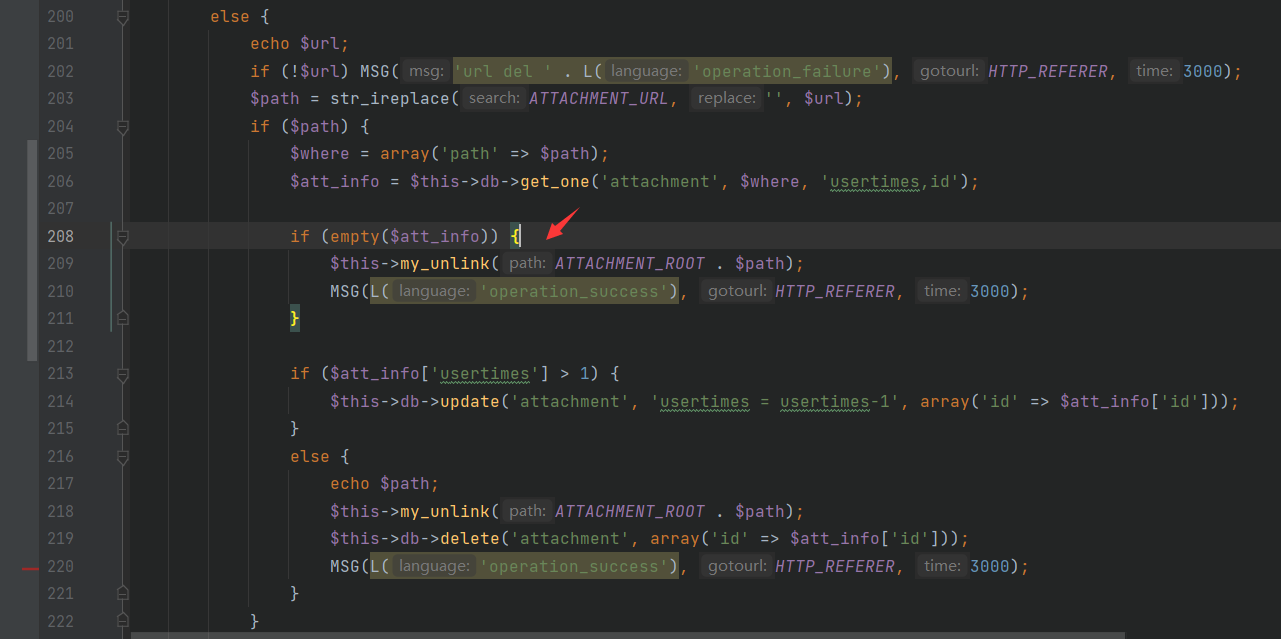 200 else {
201 echo $url;
202 if (!$url) MSG( msg: 'url del ' . L( language: 'operation_failure'), gotourl: HTTP_REFERER, time: 3000);
203 $path = str_ireplace( search: ATTACHMENT_URL, replace: '', $url);
204 if ($path) {
205 $where = array('path' => $path);
206 $att_info = $this->db->get_one('attachment', $where, 'usertimes,id');
207
208 if (empty($att_info)) {
209 $this->my_unlink( path: ATTACHMENT_ROOT . $path);
210 MSG(L( language: 'operation_success'), gotourl: HTTP_REFERER, time: 3000);
211 }
212
213 if ($att_info['usertimes'] > 1) {
214 $this->db->update('attachment', 'usertimes = usertimes-1', array('id' => $att_info['id']));
215 }
216 else {
217 echo $path;
218 $this->my_unlink( path: ATTACHMENT_ROOT . $path);
219 $this->db->delete('attachment', array('id' => $att_info['id']));
220 MSG(L( language: 'operation_success'), gotourl: HTTP_REFERER, time: 3000);
221 }
222 }